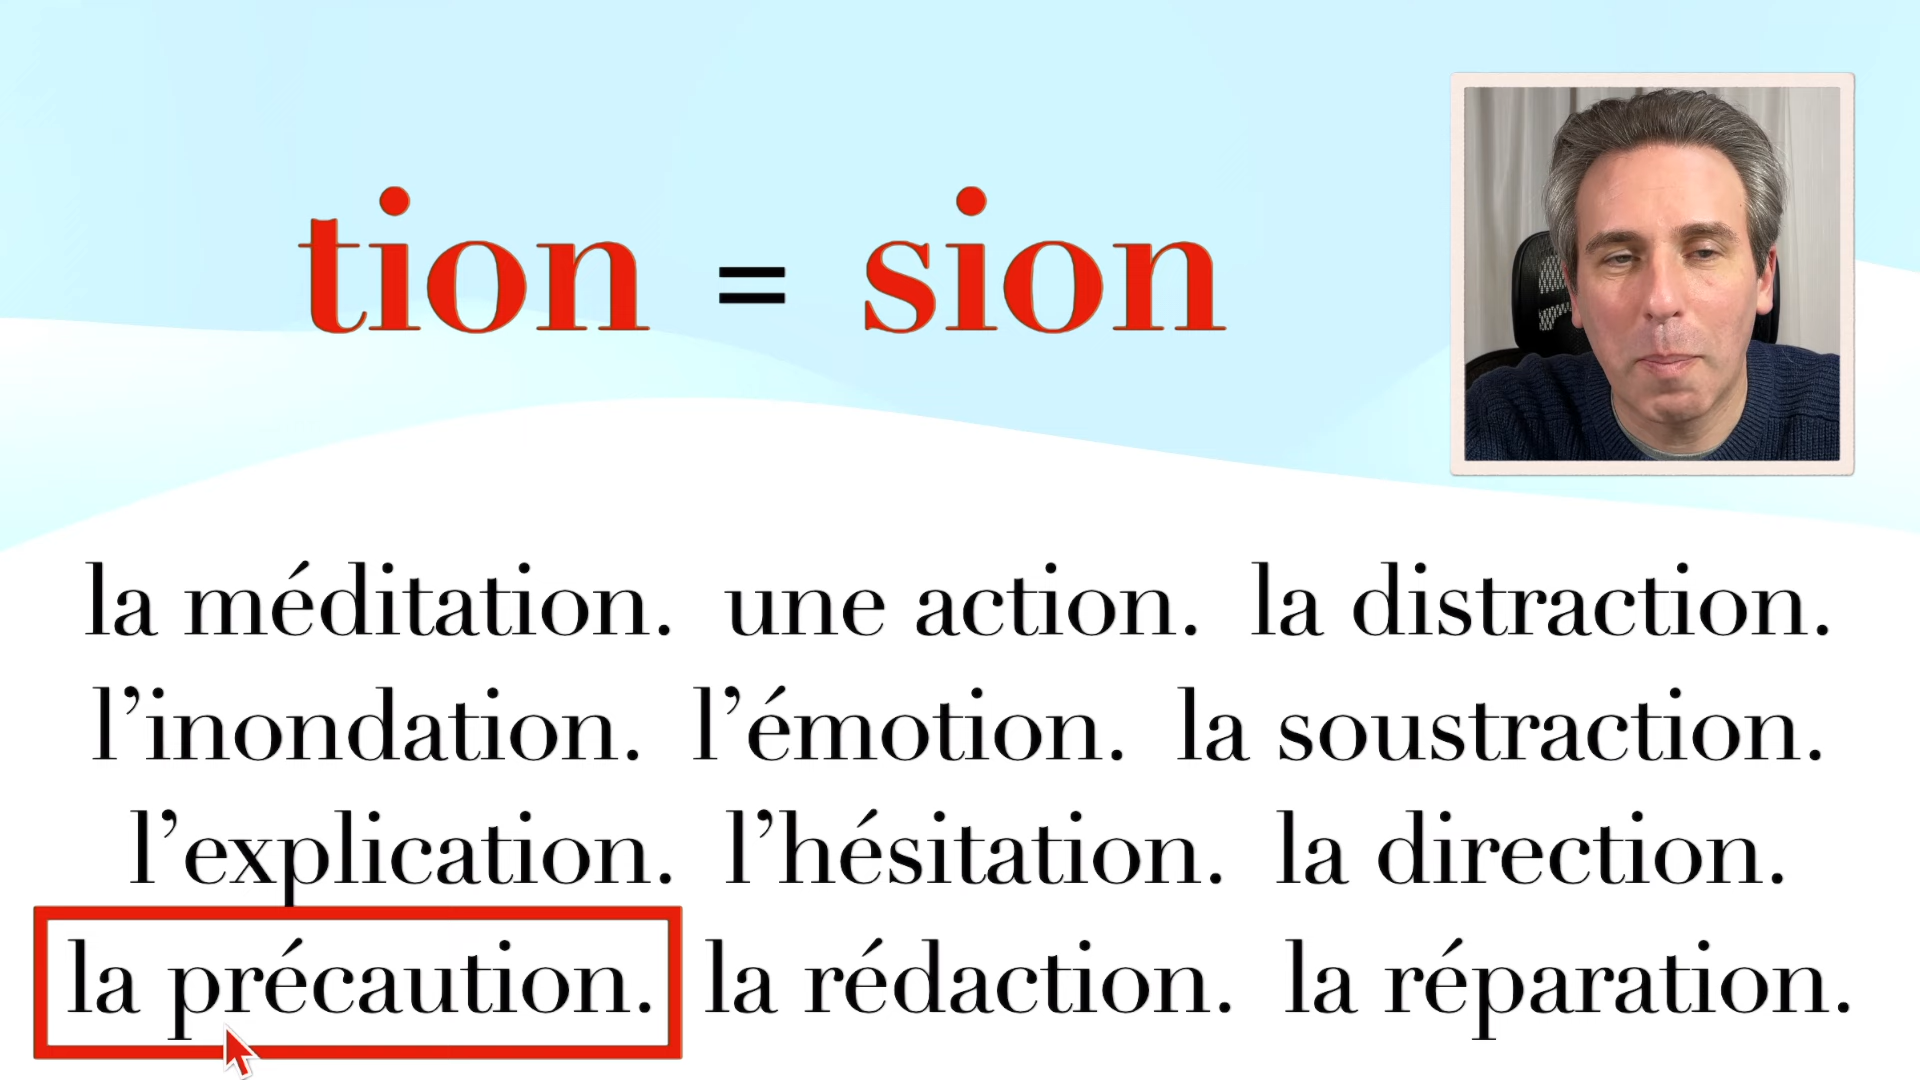 tion = sion
la méditation. une action. la distraction.
l’inondation. l’émotion. la soustraction.
l’explication. l’hésitation. la direction.
la précaution. la rédaction. la réparation.